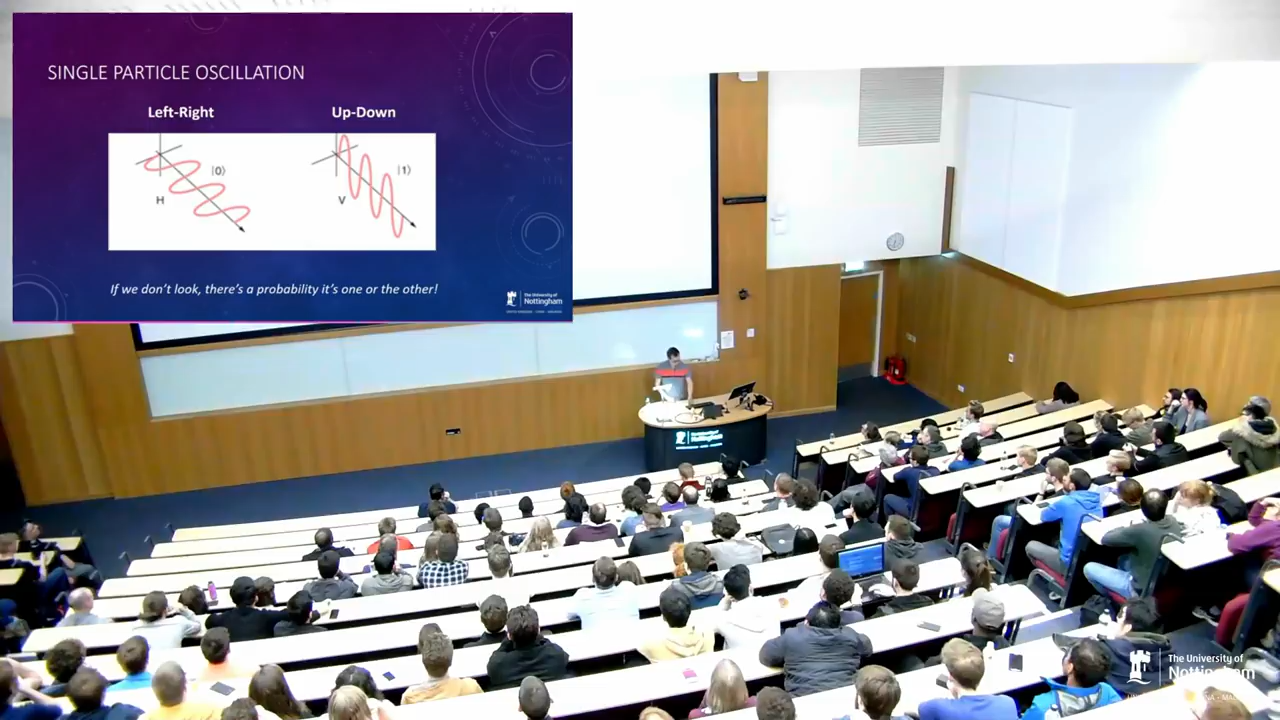 SINGLE PARTICLE OSCILLATION
Left-Right
Up-Down
|0⟩
H
|1⟩
V
If we don't look, there's a probability it's one or the other!
The University of
Nottingham
The University of
Nottingham